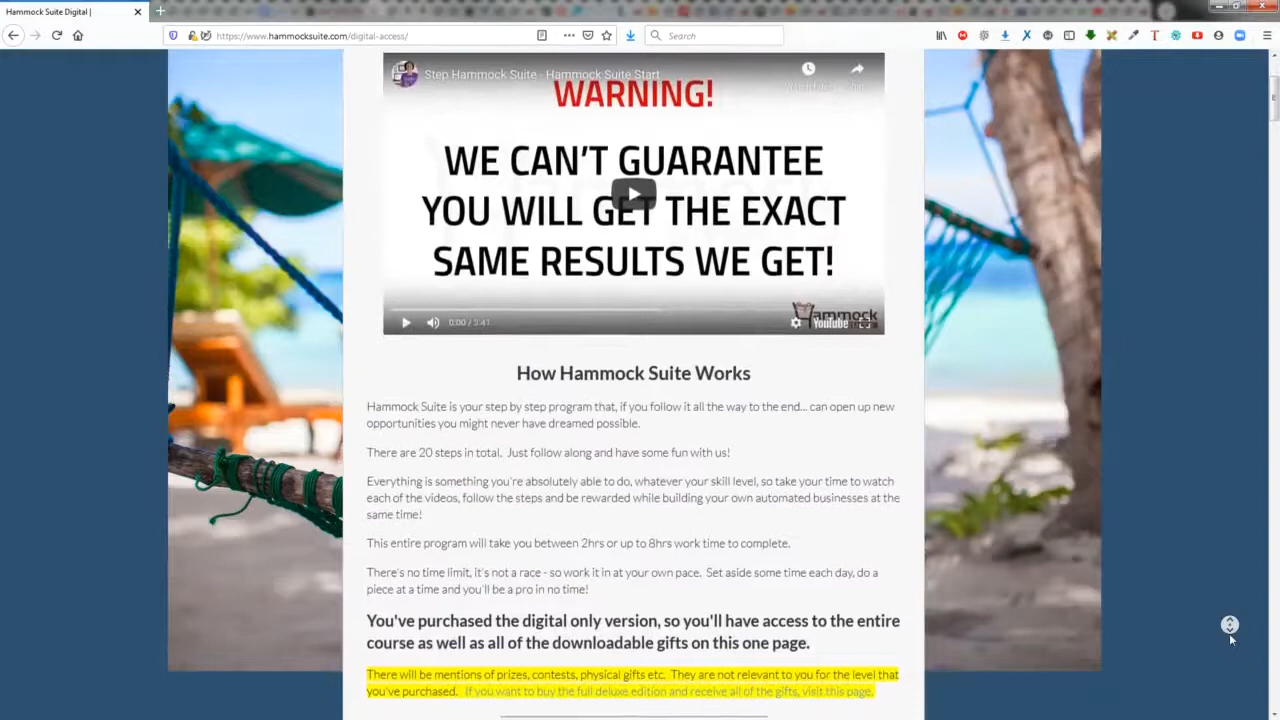 Hammock Suite Digital |
https://www.hammocksuite.com/digital-access/
Search
Step Hammock Suite - Hammock Suite Start
WARNING!
WE CAN'T GUARANTEE
YOU WILL GET THE EXACT
SAME RESULTS WE GET!
Hammock
0:00 / 3:41
YouTube
How Hammock Suite Works
Hammock Suite is your step by step program that, if you follow it all the way to the end... can open up new
opportunities you might never have dreamed possible.
There are 20 steps in total. Just follow along and have some fun with us!
Everything is something you're absolutely able to do, whatever your skill level, so take your time to watch
each of the videos, follow the steps and be rewarded while building your own automated businesses at the
same time!
This entire program will take you between 2hrs or up to 8hrs work time to complete.
There's no time limit, it's not a race - so work it in at your own pace. Set aside some time each day, do a
piece at a time and you'll be a pro in no time!
You've purchased the digital only version, so you'll have access to the entire
course as well as all of the downloadable gifts on this one page.
There will be mentions of prizes, contests, physical gifts etc. They are not relevant to you for the level that
you've purchased. If you want to buy the full deluxe edition and receive all of the gifts, visit this page.